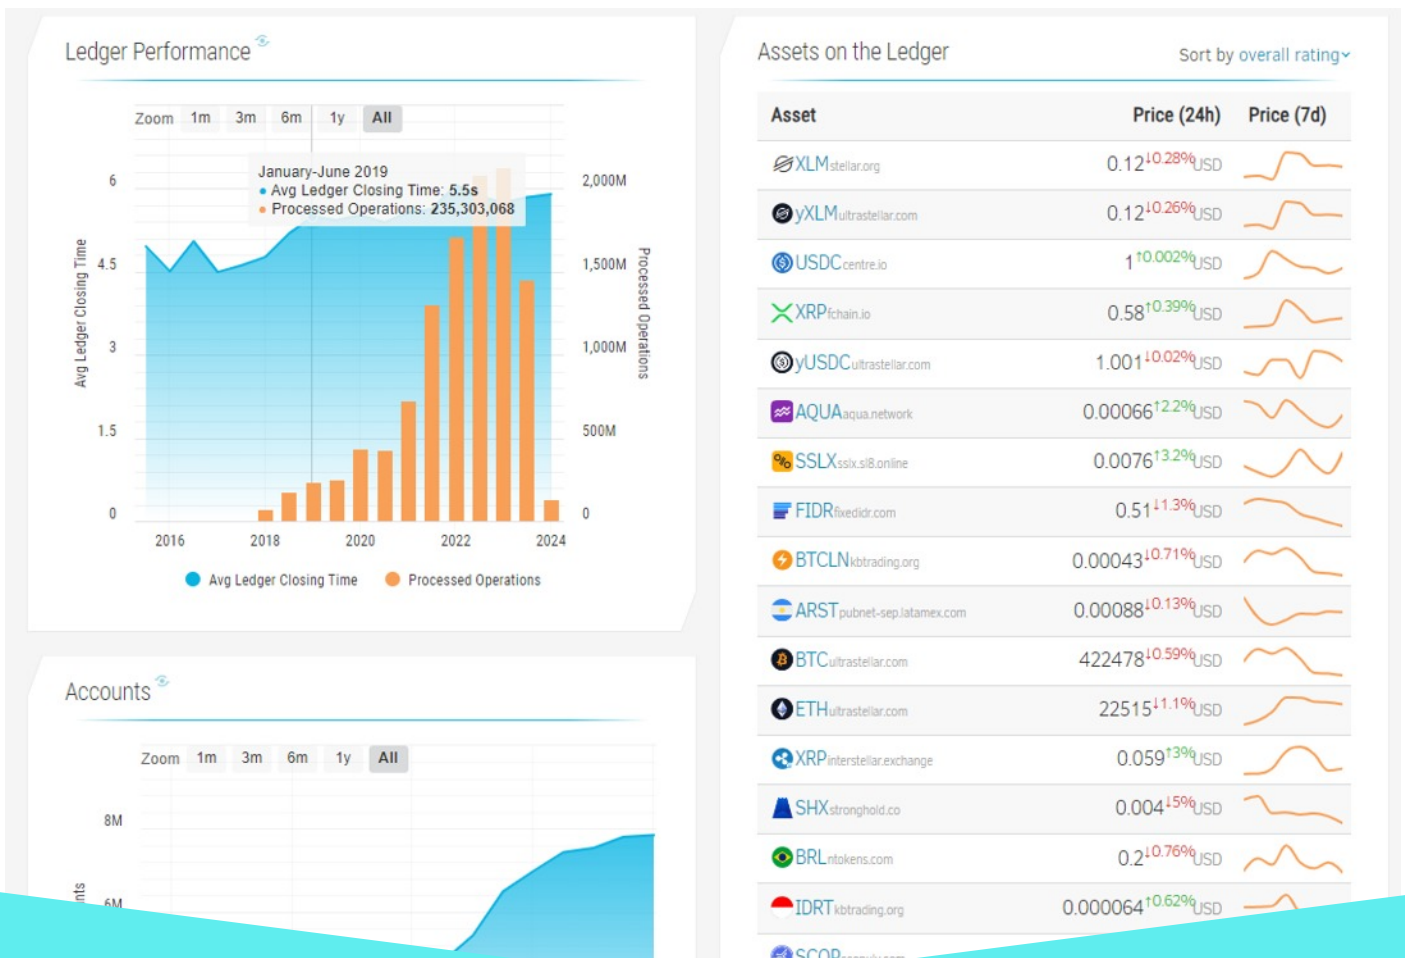 Ledger Performance
Zoom 1m 3m 6m 1y All
January-June 2019
Avg Ledger Closing Time: 5.5s
Processed Operations: 235,303,068
6
4.5
3
1.5
0
Avg Ledger Closing Time
2,000M
1,500M
1,000M
500M
0
Processed Operations
2016 2018 2020 2022 2024
Avg Ledger Closing Time Processed Operations
Accounts
Zoom 1m 3m 6m 1y All
8M
6M
Assets on the Ledger
Sort by overall rating
Asset Price (24h) Price (7d)
XLM stellar.org 0.12 ↓0.28% USD
yXLM ultrastellar.com 0.12 ↓0.26% USD
USDC centre.io 1 ↑0.002% USD
XRP fchain.io 0.58 ↑0.39% USD
yUSDC ultrastellar.com 1.001 ↓0.02% USD
AQUA aqua.network 0.00066 ↑2.2% USD
SSLX sslx.sl8.online 0.0076 ↑3.2% USD
FIDR fixedidr.com 0.51 ↓1.3% USD
BTCLN kbtrading.org 0.00043 ↓0.71% USD
ARST pubnet-sep.latamex.com 0.00088 ↓0.13% USD
BTC ultrastellar.com 422478 ↓0.59% USD
ETH ultrastellar.com 22515 ↓1.1% USD
XRP interstellar.exchange 0.059 ↑3% USD
SHX stronghold.co 0.004 ↓5% USD
BRL ntokens.com 0.2 ↓0.76% USD
IDRT kbtrading.org 0.000064 ↑0.62% USD